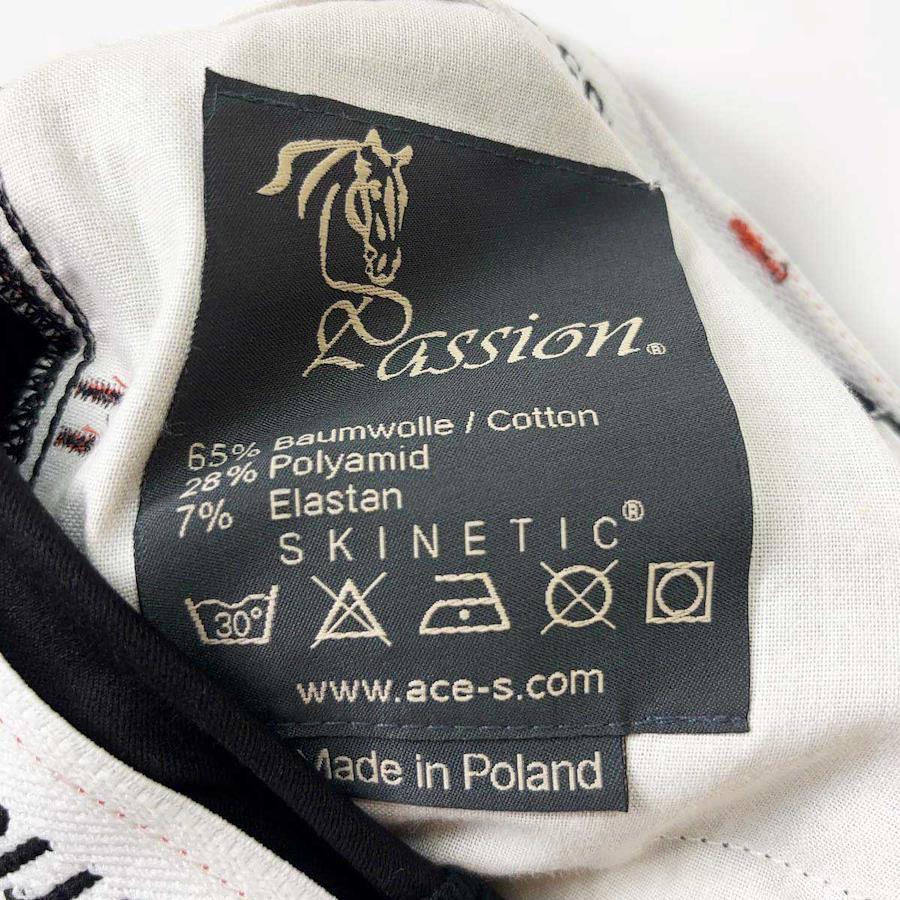 Passion®
65% Baumwolle / Cotton
28% Polyamid
7% Elastan
SKINETIC®
30°
www.ace-s.com
Made in Poland